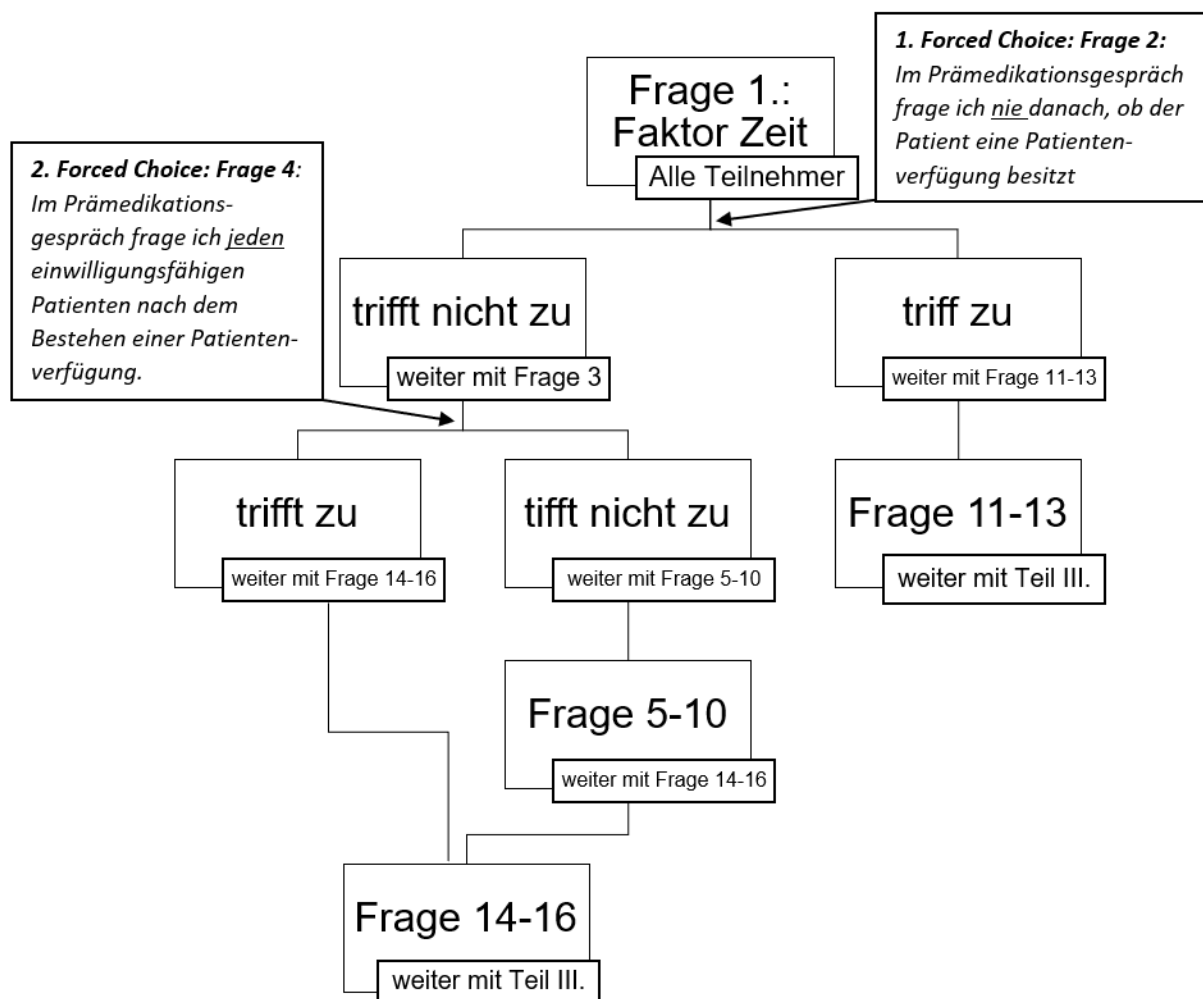 Frage 1.:
Faktor Zeit
Alle Teilnehmer
1. Forced Choice: Frage 2:
Im Prämedikationsgespräch
frage ich nie danach, ob der
Patient eine Patienten-
verfügung besitzt
2. Forced Choice: Frage 4:
Im Prämedikations-
gespräch frage ich jeden
einwilligungsfähigen
Patienten nach dem
Bestehen einer Patienten-
verfügung.
trifft nicht zu
weiter mit Frage 3
triff zu
weiter mit Frage 11-13
trifft zu
weiter mit Frage 14-16
tifft nicht zu
weiter mit Frage 5-10
Frage 11-13
weiter mit Teil III.
Frage 5-10
weiter mit Frage 14-16
Frage 14-16
weiter mit Teil III.